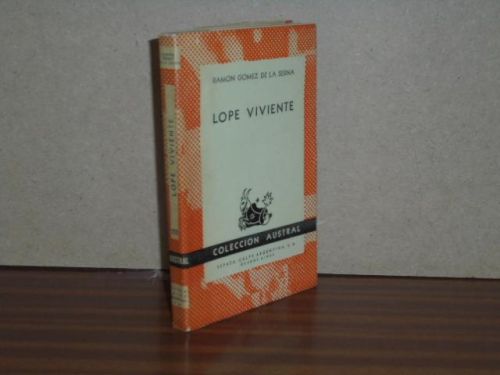 RAMON GOMEZ DE LA SERNA
LOPE VIVIENTE
COLECCION AUSTRAL
ESPASA-CALPE ARGENTINA, S. A.
BUENOS AIRES
LOPE VIVIENTE
AUSTRAL